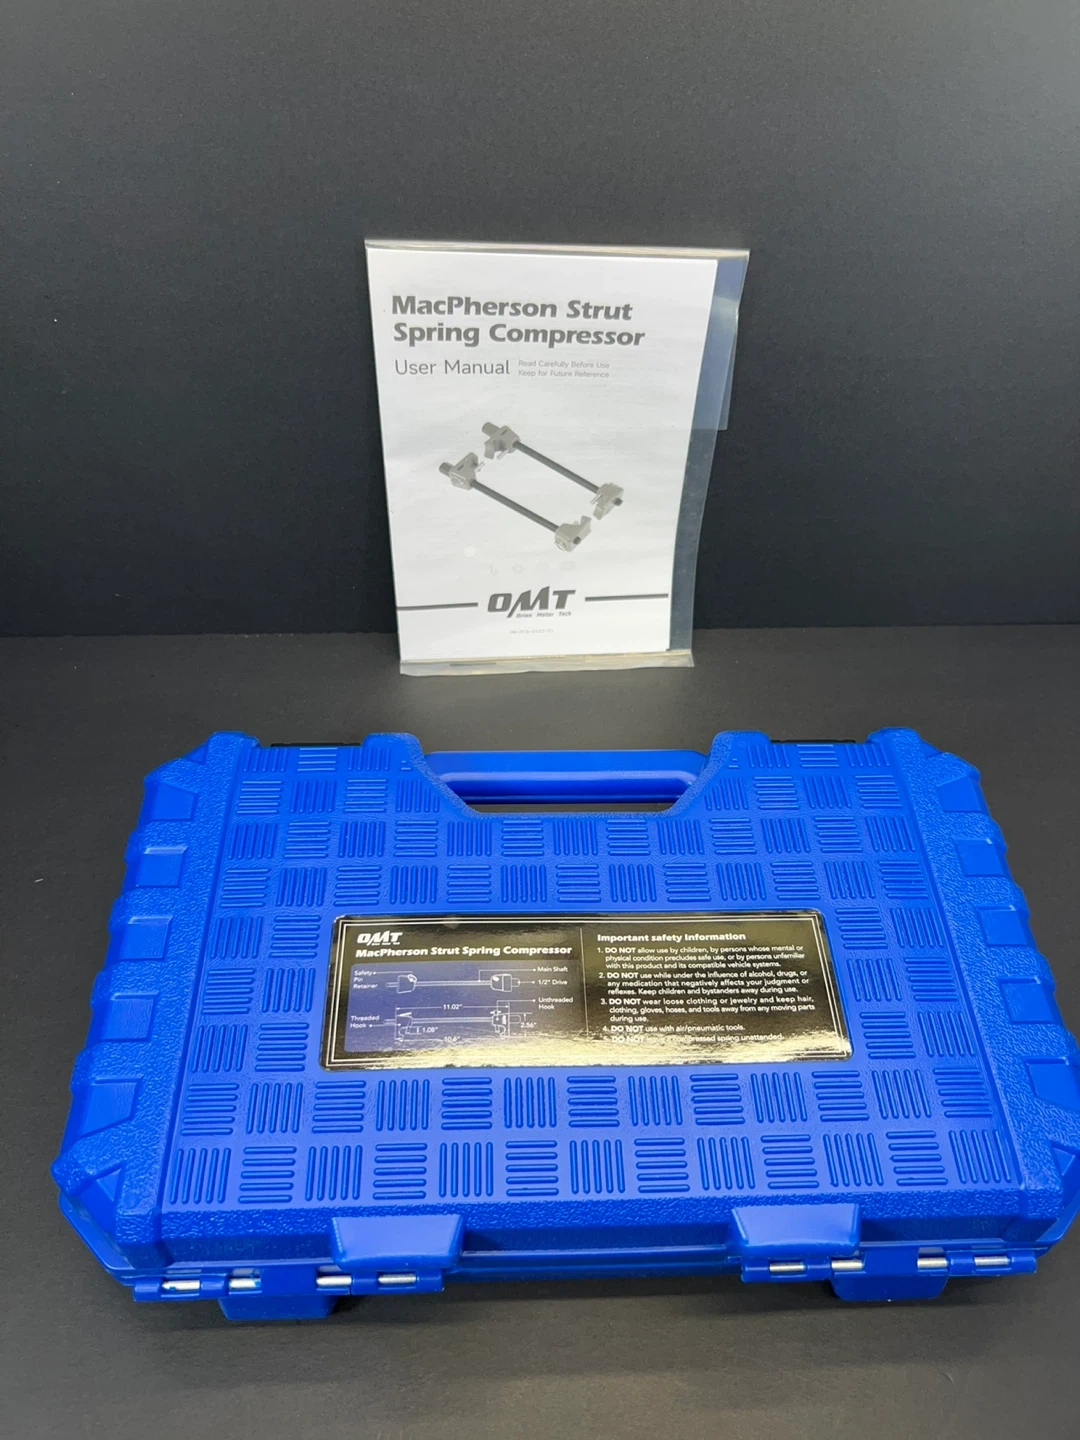 MacPherson Strut
Spring Compressor
User Manual
Read Carefully Before Use
Keep for Future Reference
OMT
Orion Motor Tech
OMT
MacPherson Strut Spring Compressor
Safety
Pin
Retainer
Main Shaft
1/2" Drive
11.02"
Unthreaded
Hook
Threaded
Hook
1.08"
2.56"
Important safety Information
1. DO NOT allow use by children, by persons whose mental or
physical condition precludes safe use, or by persons unfamiliar
with this product and its compatible vehicle systems.
2. DO NOT use while under the influence of alcohol, drugs, or
any medication that negatively affects your judgment or
reflexes. Keep children and bystanders away during use.
3. DO NOT wear loose clothing or jewelry and keep hair,
clothing, gloves, hoses, and tools away from any moving parts
during use.
4. DO NOT use with air/pneumatic tools.
5. DO NOT compressed spring unattended.